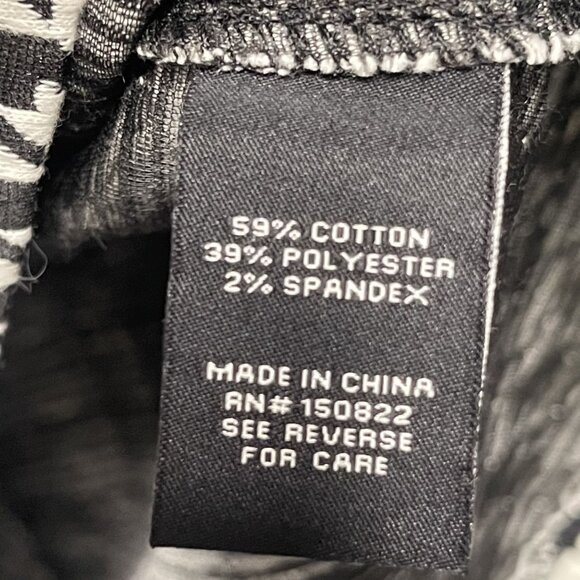 59% COTTON
39% POLYESTER
2% SPANDEX
MADE IN CHINA
RN# 150822
SEE REVERSE
FOR CARE